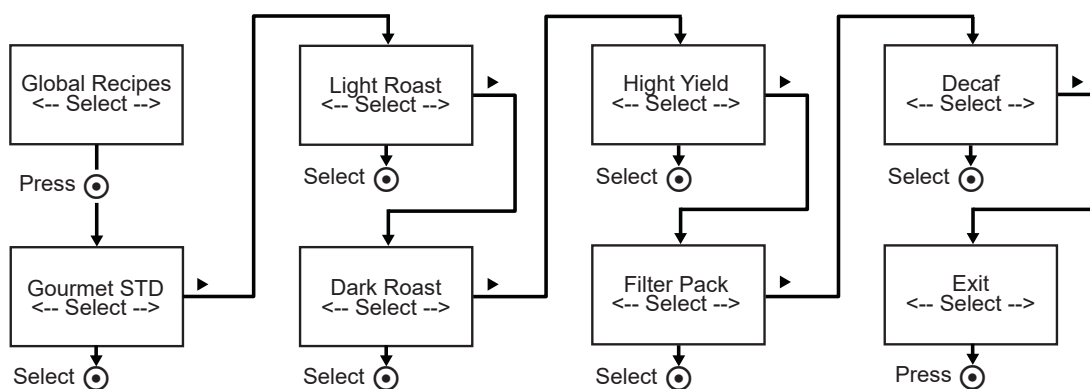 Global Recipes
<-- Select -->
Press
Gourmet STD
<-- Select -->
Select
Light Roast
<-- Select -->
Select
Dark Roast
<-- Select -->
Select
Hight Yield
<-- Select -->
Select
Filter Pack
<-- Select -->
Select
Decaf
<-- Select -->
Select
Exit
<-- Select -->
Press